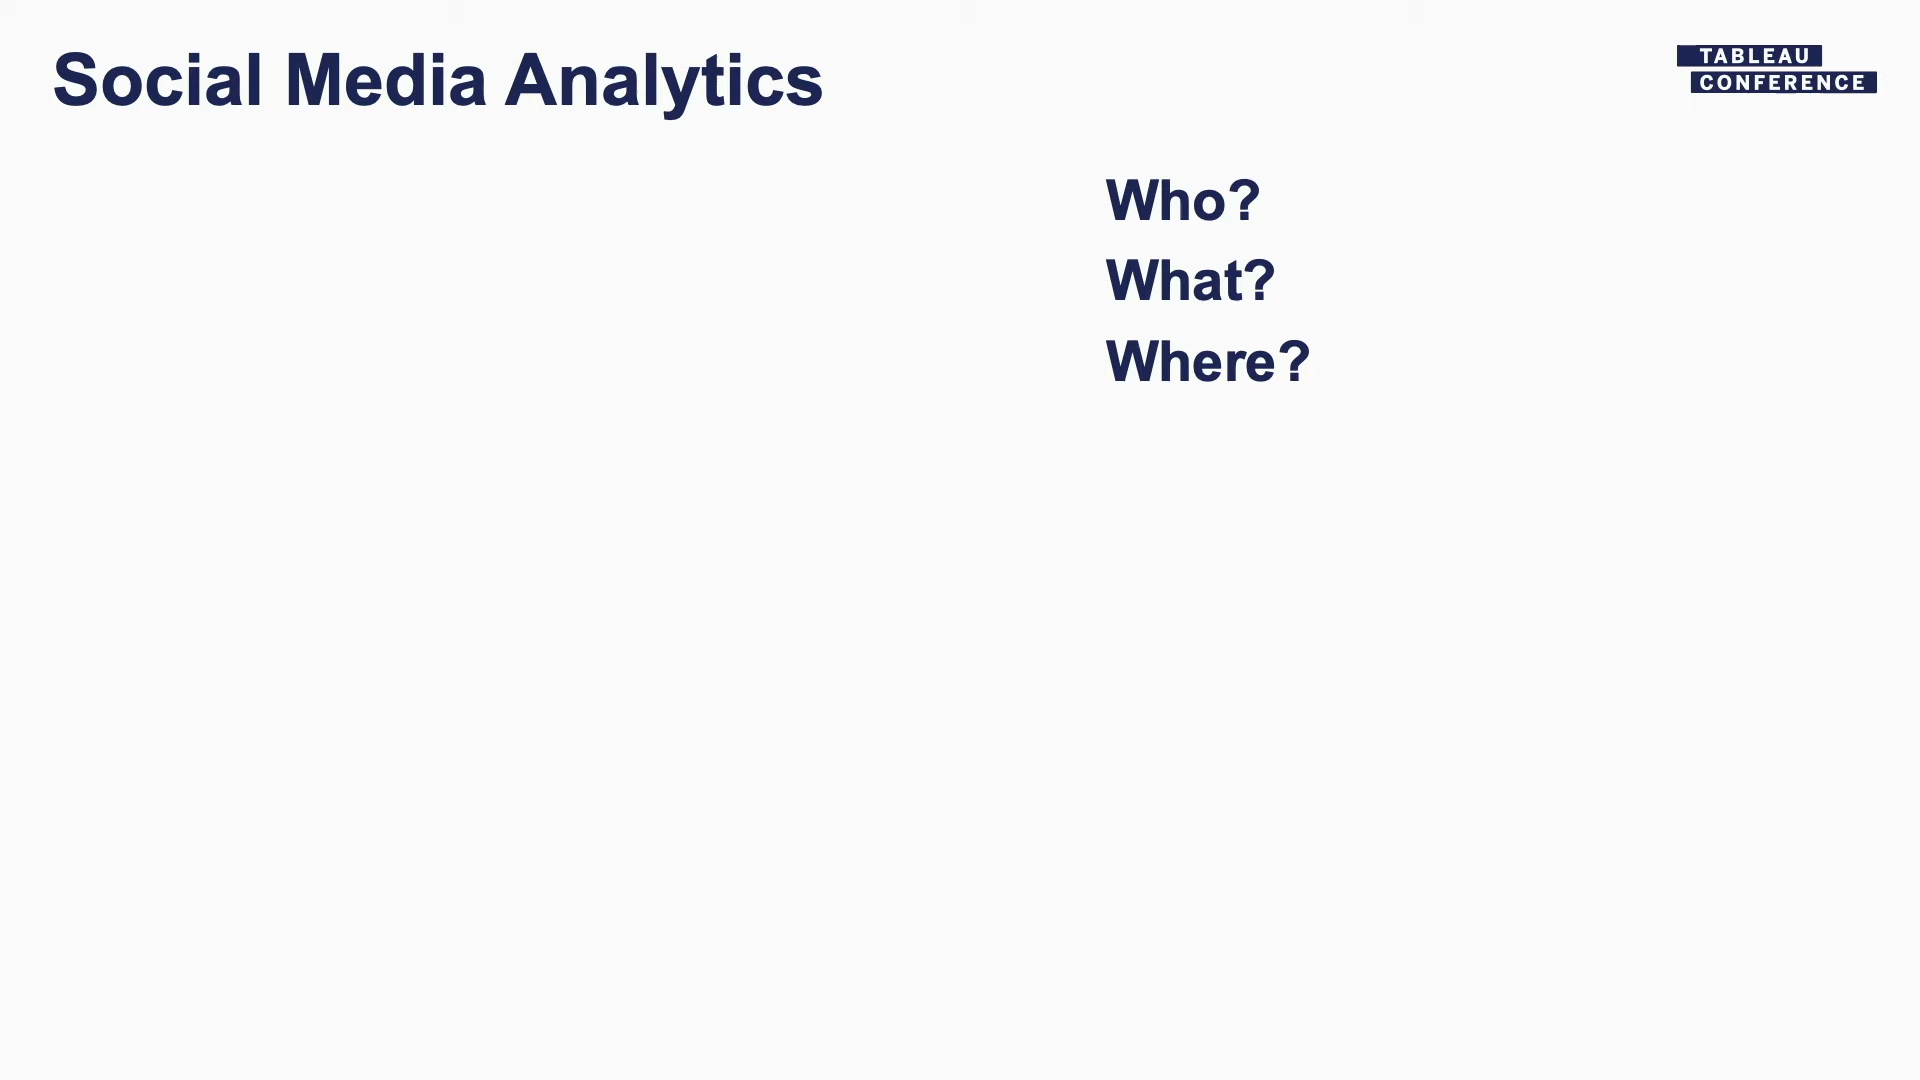 Social Media Analytics
TABLEAU
CONFERENCE
Who?
What?
Where?